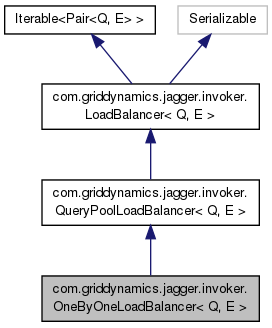 Iterable<Pair<Q, E> >
Serializable
com.griddynamics.jagger.invoker.
LoadBalancer< Q, E >
com.griddynamics.jagger.invoker.
QueryPoolLoadBalancer< Q, E >
com.griddynamics.jagger.invoker.
OneByOneLoadBalancer< Q, E >